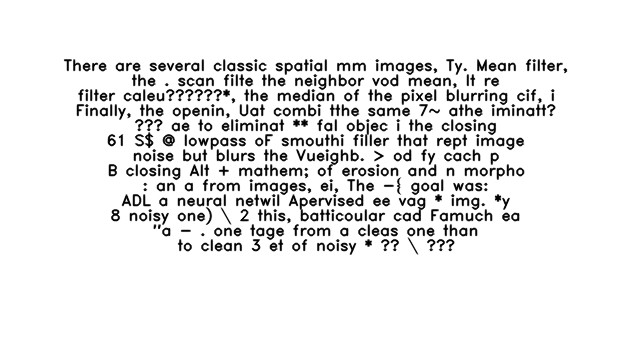 There are several classic spatial mm images, Ty. Mean filter,
the . scan filte the neighbor vod mean, It re
filter caleu??????*, the median of the pixel blurring cif, i
Finally, the openin, Uat combi tthe same 7~ athe iminatt?
??? ae to eliminat ** fal objec i the closing
61 S$ @ lowpass oF smouthi filler that rept image
noise but blurs the Vueighb. > od fy cach p
B closing Alt + mathem; of erosion and n morpho
: an a from images, ei, The -{ goal was:
ADL a neural netwil Apervised ee vag * img. *y
8 noisy one) \ 2 this, batticoular cad Famuch ea
"a - . one tage from a cleas one than
to clean 3 et of noisy * ?? \ ???